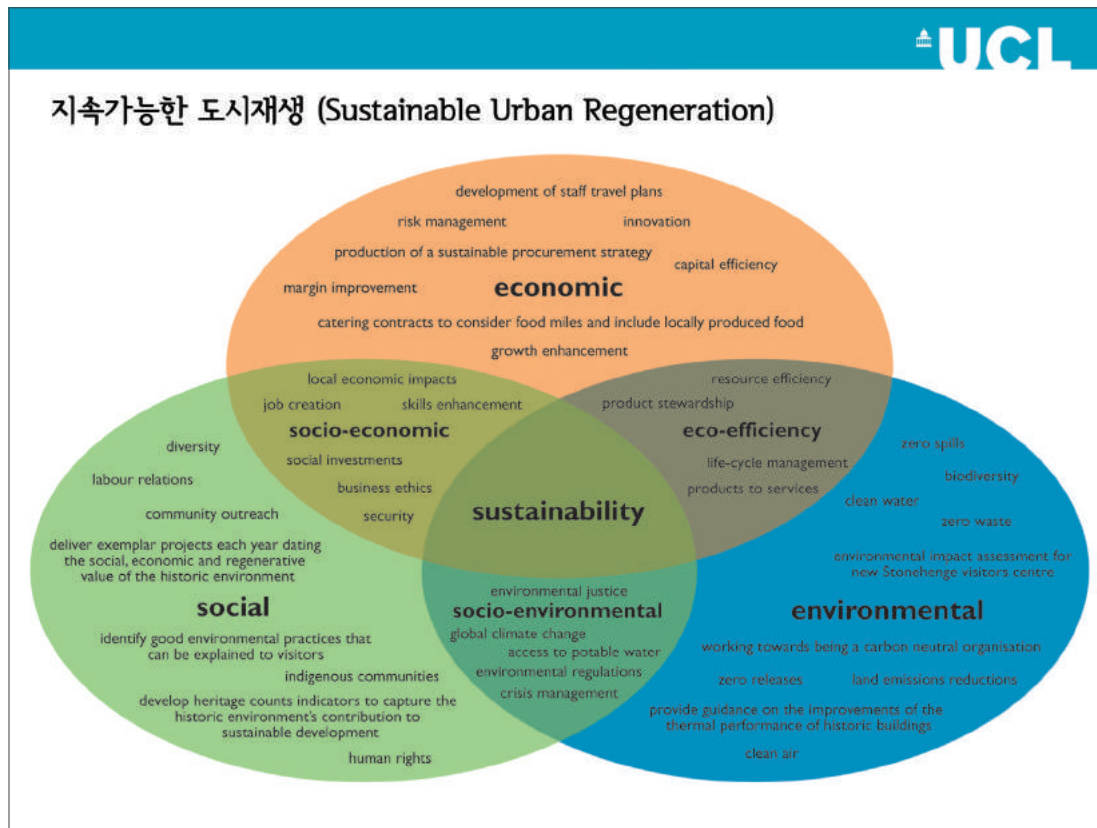 UCL
지속가능한 도시재생 (Sustainable Urban Regeneration)
development of staff travel plans
risk management
innovation
production of a sustainable procurement strategy
capital efficiency
margin improvement
economic
catering contracts to consider food miles and include locally produced food
growth enhancement
local economic impacts
job creation
skills enhancement
socio-economic
social investments
business ethics
security
resource efficiency
product stewardship
eco-efficiency
life-cycle management
products to services
sustainability
diversity
labour relations
community outreach
deliver exemplar projects each year dating
the social, economic and regenerative
value of the historic environment
social
identify good environmental practices that
can be explained to visitors
indigenous communities
develop heritage counts indicators to capture the
historic environment's contribution to
sustainable development
human rights
environmental justice
socio-environmental
global climate change
access to potable water
environmental regulations
crisis management
zero spills
biodiversity
clean water
zero waste
environmental impact assessment for
new Stonehenge visitors centre
environmental
working towards being a carbon neutral organisation
zero releases
land emissions reductions
provide guidance on the improvements of the
thermal performance of historic buildings
clean air